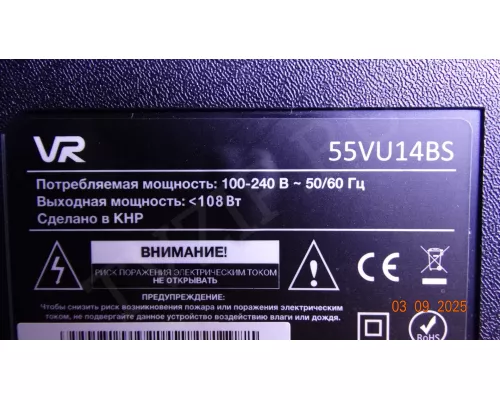 VR 55VU14BS
Потребляемая мощность: 100-240 В ~ 50/60 Гц
Выходная мощность: <108 Вт
Сделано в КНР
ВНИМАНИЕ!
РИСК ПОРАЖЕНИЯ ЭЛЕКТРИЧЕСКИМ ТОКОМ
НЕ ОТКРЫВАТЬ
CE
ПРЕДУПРЕЖДЕНИЕ:
Чтобы снизить риск возникновения пожара или поражения электрическим
током, не подвергайте данное устройство воздействию влаги или дождя.
03 09 2025
RoHS